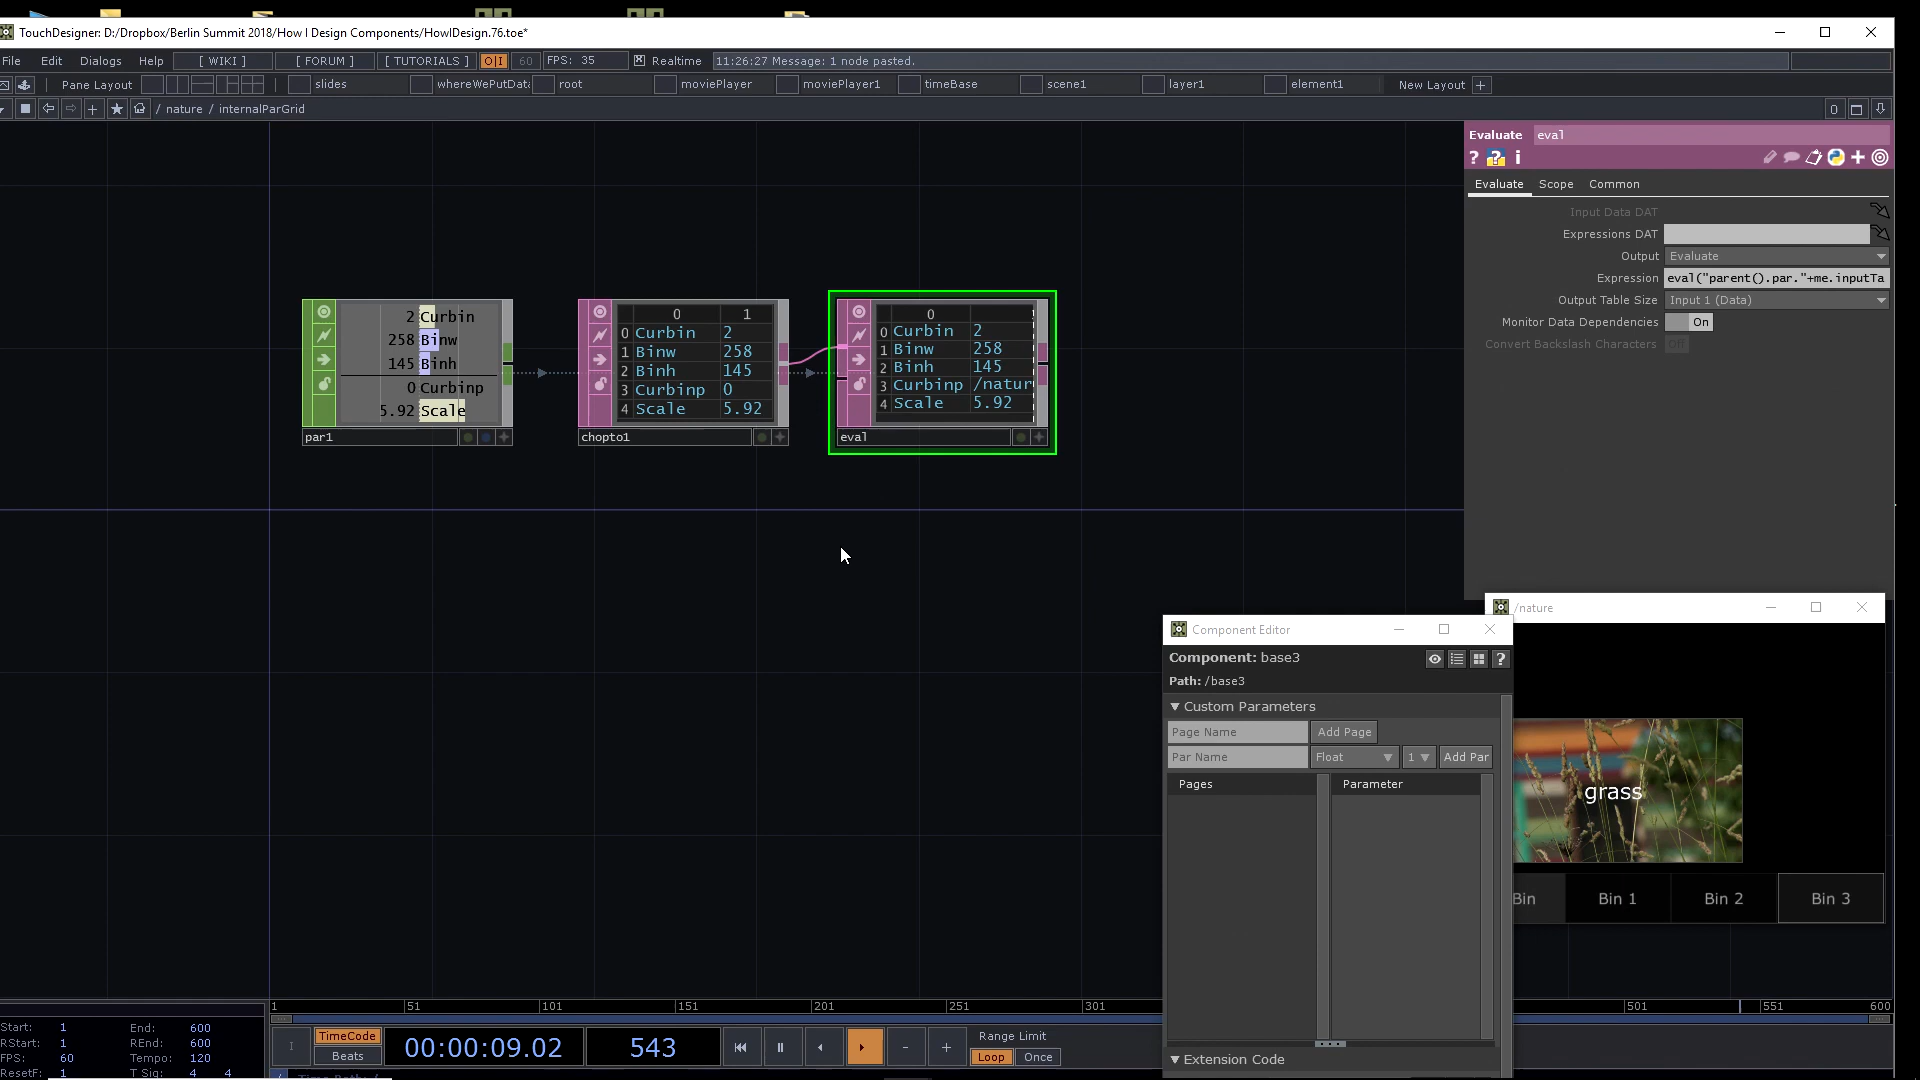 TouchDesigner: D:/Dropbox/Berlin Summit 2018/How I Design Components/HowIDesign.76.toe*
File Edit Dialogs Help [ WIKI ] [ FORUM ] [ TUTORIALS ] O|I 60 FPS: 35 Realtime 11:26:27 Message: 1 node pasted.
Pane Layout slides whereWePutData root moviePlayer moviePlayer1 timeBase scene1 layer1 element1 New Layout +
/ nature / internalParGrid 0
Evaluate eval
? ? i
Evaluate Scope Common
Input Data DAT
Expressions DAT
Output Evaluate
Expression eval("parent().par."+me.inputTa
Output Table Size Input 1 (Data)
Monitor Data Dependencies On
Convert Backslash Characters Off
2 Curbin
258 Binw
145 Binh
0 Curbinp
5.92 Scale
par1
0 1
0 Curbin 2
1 Binw 258
2 Binh 145
3 Curbinp 0
4 Scale 5.92
chopto1
0
0 Curbin 2
1 Binw 258
2 Binh 145
3 Curbinp /natur
4 Scale 5.92
eval
/nature
grass
Bin Bin 1 Bin 2 Bin 3
Component Editor
Component: base3
?
Path: /base3
Custom Parameters
Page Name Add Page
Par Name Float 1 Add Par
Pages Parameter
Extension Code
1 51 101 151 201 251 301 501 551 600
Start: 1 End: 600
RStart: 1 REnd: 600
FPS: 60 Tempo: 120
ResetF: 1 T Sig: 4 4
TimeCode
Beats
00:00:09.02 543
- +
Range Limit
Loop Once